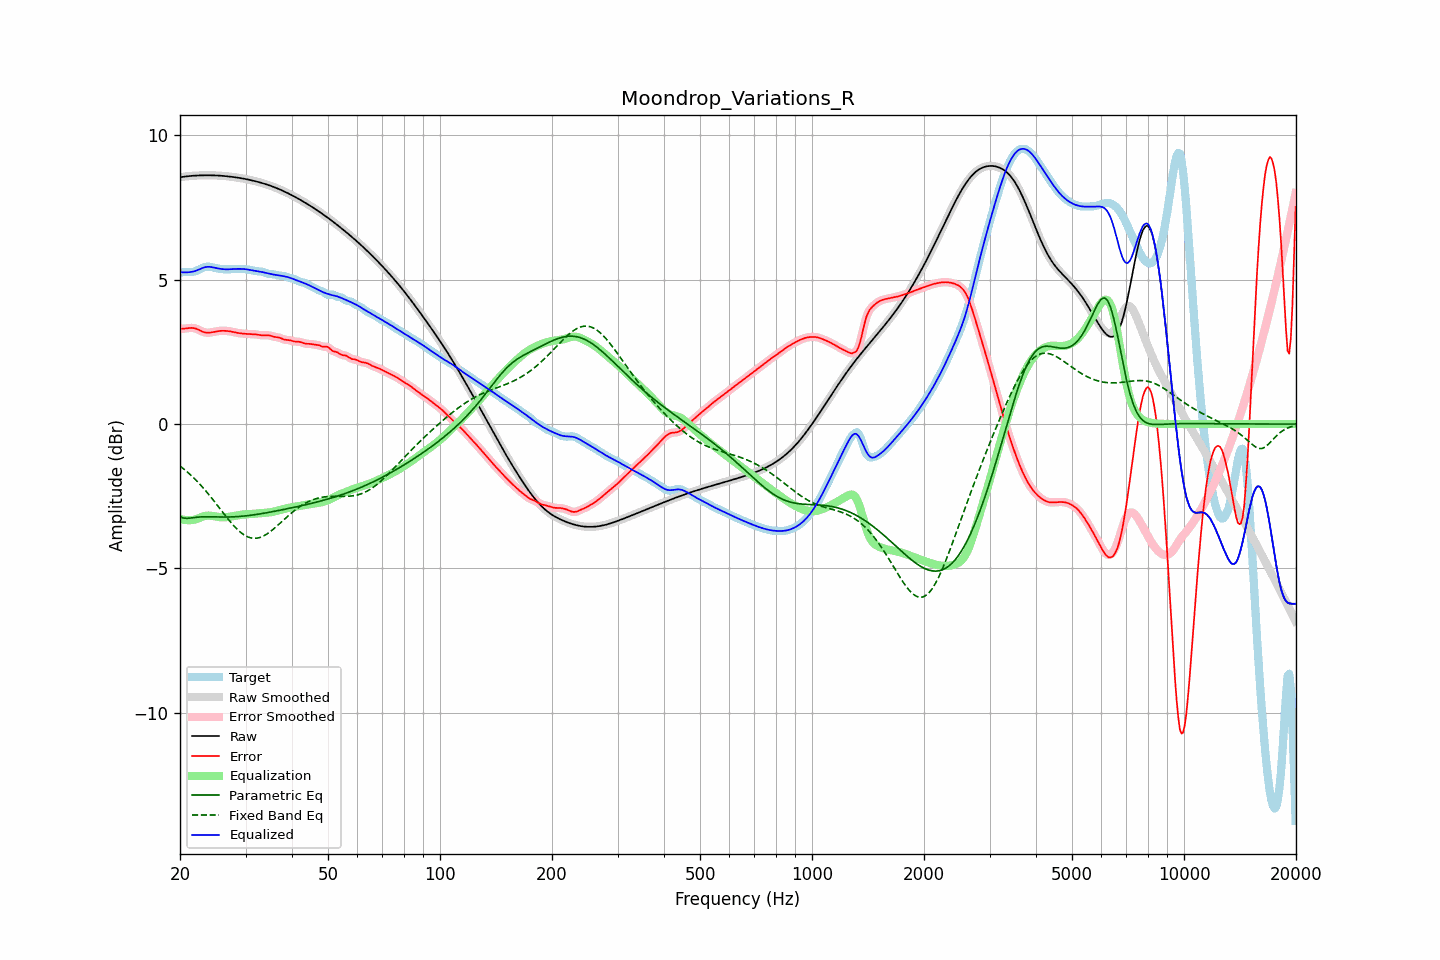 Moondrop_Variations_R
Amplitude (dBr)
10
5
0
−5
−10
Target
Raw Smoothed
Error Smoothed
Raw
Error
Equalization
Parametric Eq
Fixed Band Eq
Equalized
20
50
100
200
500
1000
2000
5000
10000
20000
Frequency (Hz)